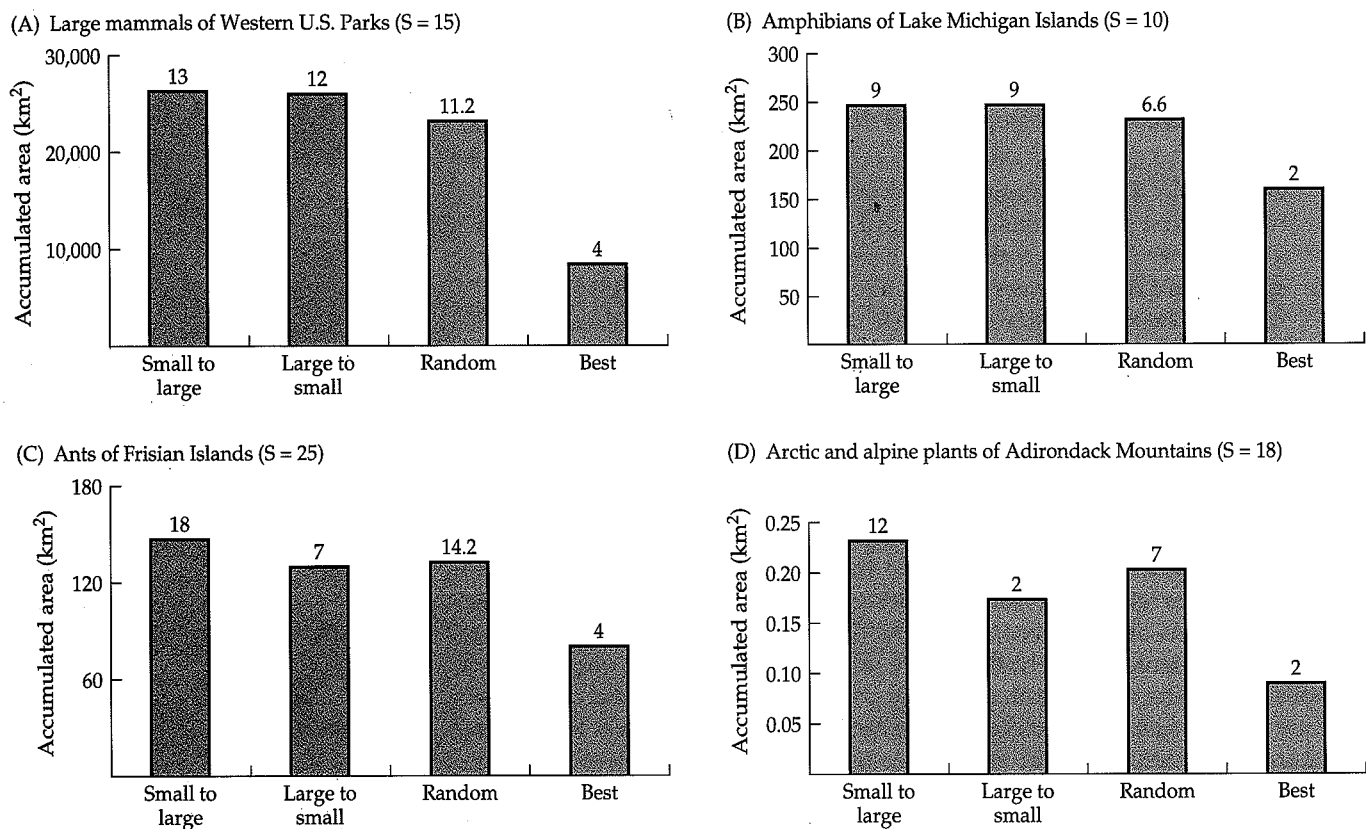 (A) Large mammals of Western U.S. Parks (S = 15)
Accumulated area (km²)
30,000
20,000
10,000
13
12
11.2
4
Small to
large
Large to
small
Random
Best
(B) Amphibians of Lake Michigan Islands (S = 10)
Accumulated area (km²)
300
250
200
150
100
50
9
9
6.6
2
Small to
large
Large to
small
Random
Best
(C) Ants of Frisian Islands (S = 25)
Accumulated area (km²)
180
120
60
18
7
14.2
4
Small to
large
Large to
small
Random
Best
(D) Arctic and alpine plants of Adirondack Mountains (S = 18)
Accumulated area (km²)
0.25
0.20
0.15
0.10
0.05
12
2
7
2
Small to
large
Large to
small
Random
Best